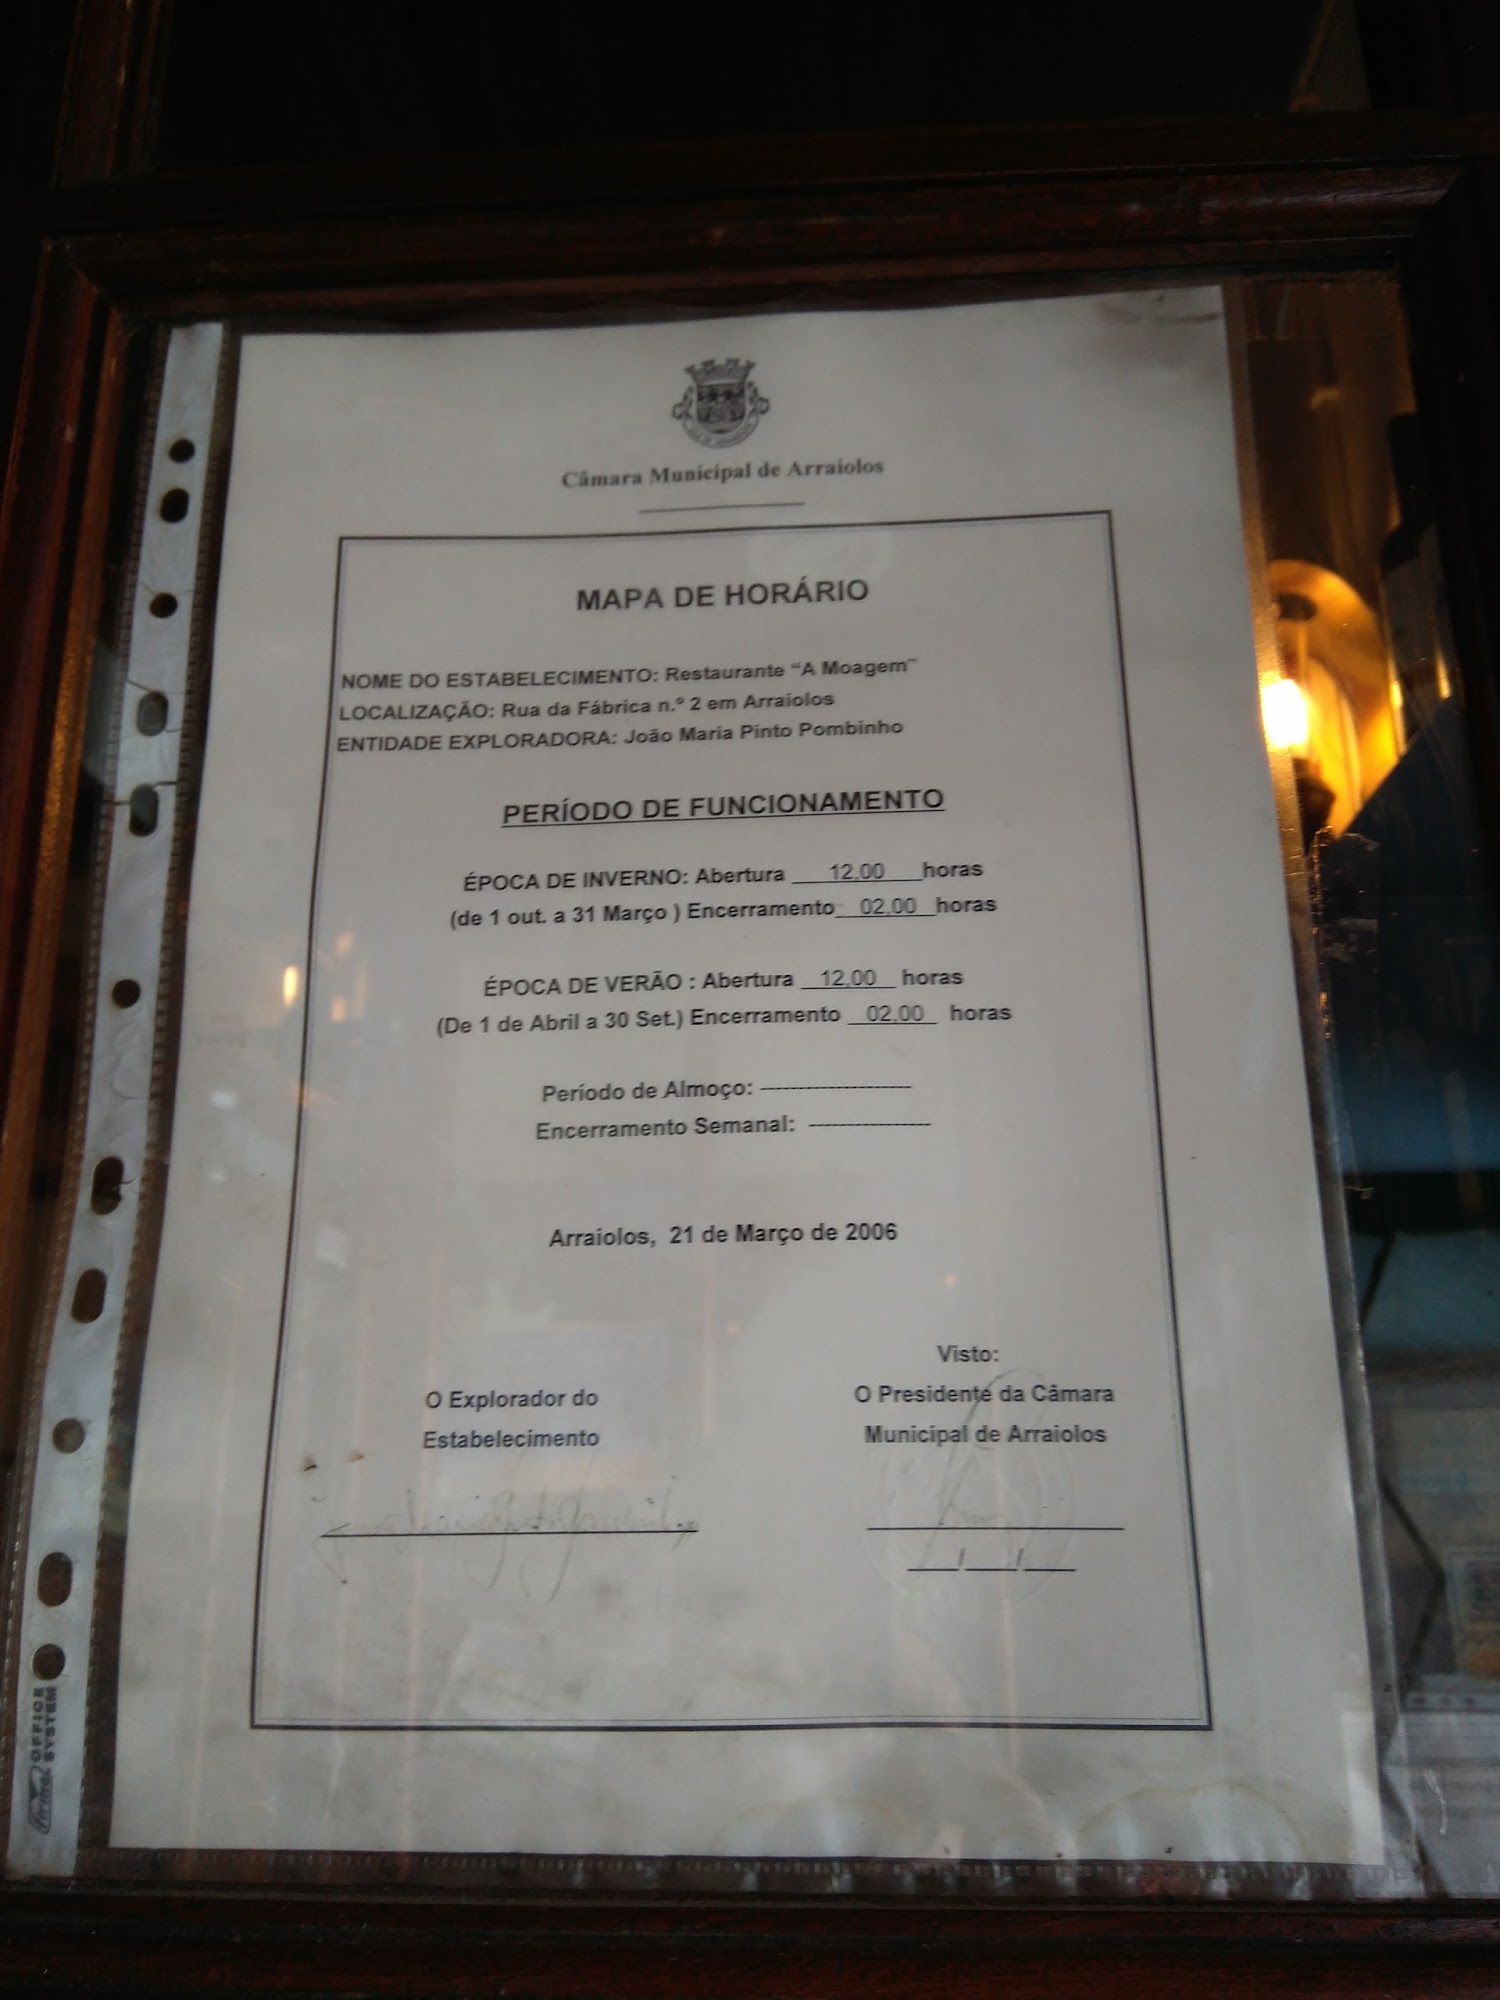 Câmara Municipal de Arraiolos
MAPA DE HORÁRIO
NOME DO ESTABELECIMENTO: Restaurante “A Moagem”
LOCALIZAÇÃO: Rua da Fábrica n.º 2 em Arraiolos
ENTIDADE EXPLORADORA: João Maria Pinto Pombinho
PERÍODO DE FUNCIONAMENTO
ÉPOCA DE INVERNO: Abertura 12,00 horas
(de 1 out. a 31 Março ) Encerramento 02,00 horas
ÉPOCA DE VERÃO : Abertura 12,00 horas
(De 1 de Abril a 30 Set.) Encerramento 02,00 horas
Período de Almoço: ----------
Encerramento Semanal: ----------
Arraiolos, 21 de Março de 2006
Visto:
O Explorador do
Estabelecimento
O Presidente da Câmara
Municipal de Arraiolos
___/___/___
OFFICE
SYSTEM